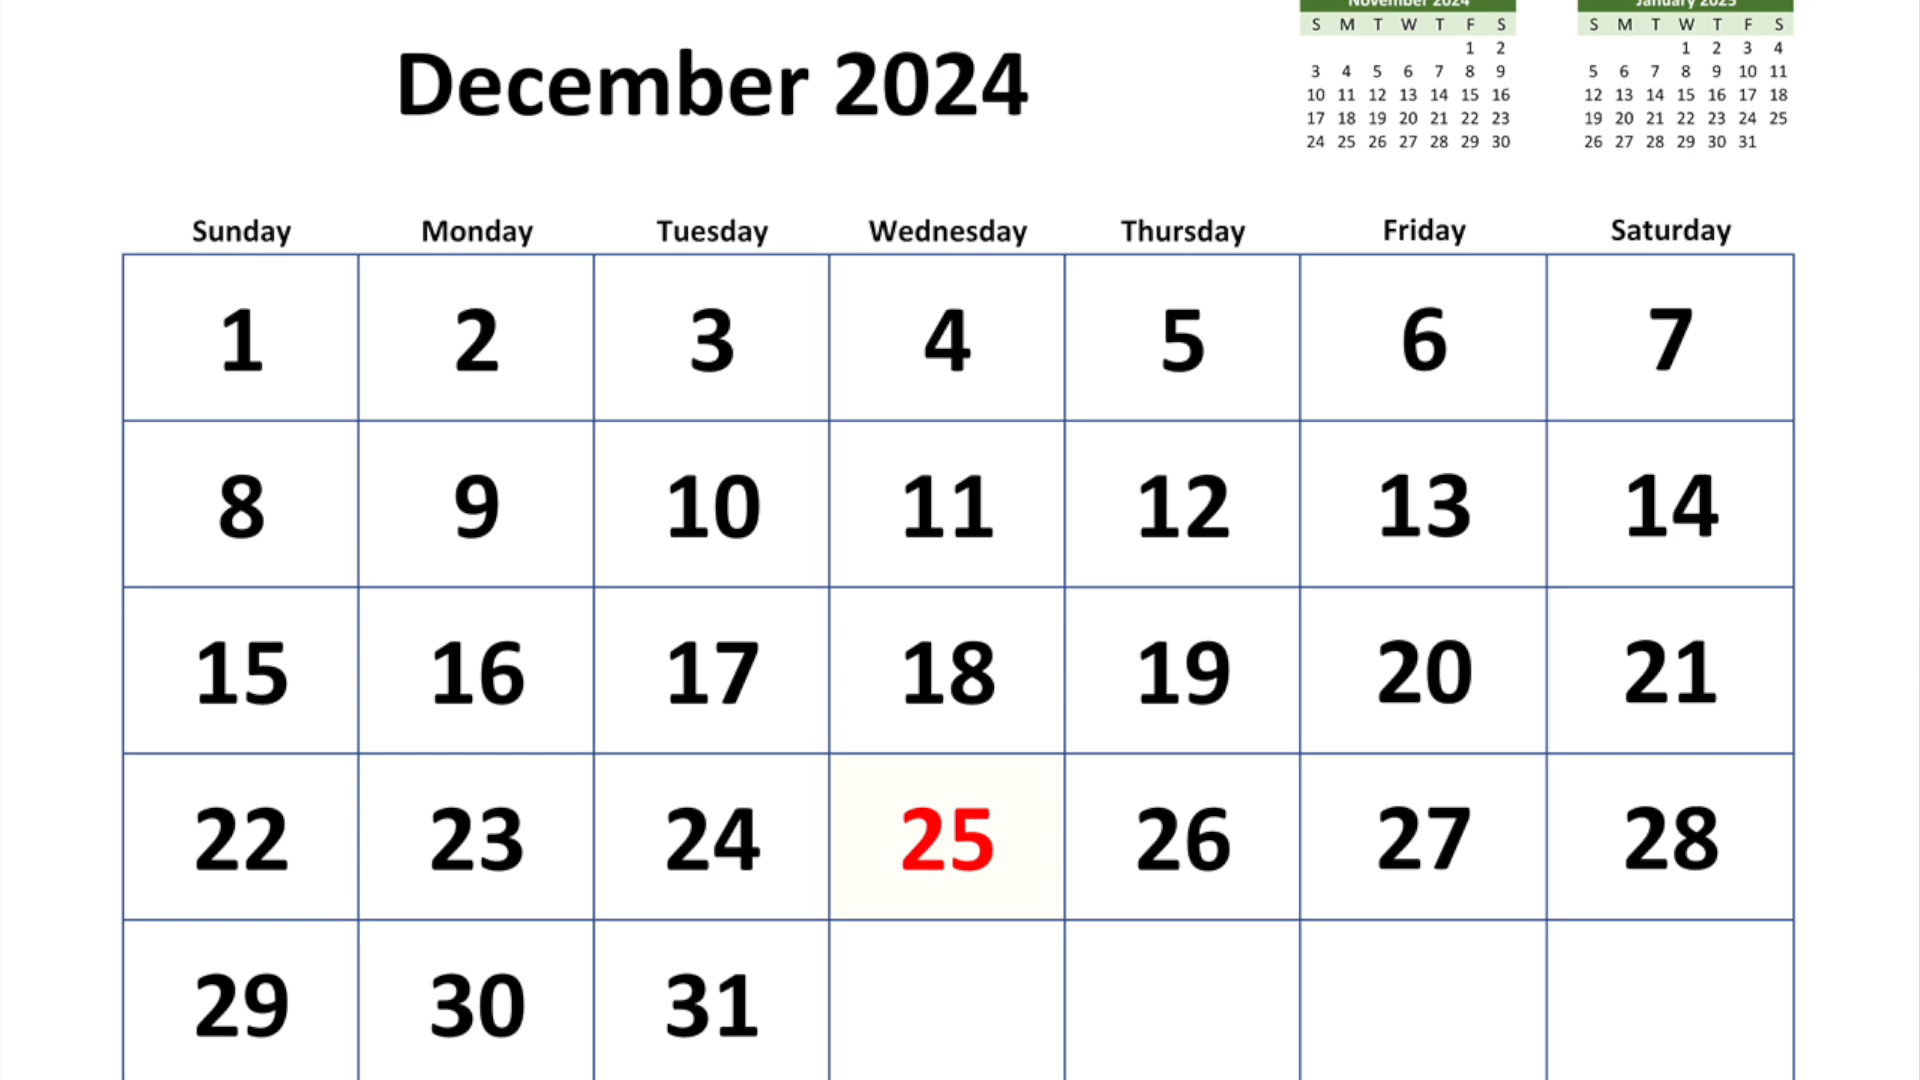 November 2024
S M T W T F S
1 2
3 4 5 6 7 8 9
10 11 12 13 14 15 16
17 18 19 20 21 22 23
24 25 26 27 28 29 30
January 2025
S M T W T F S
1 2 3 4
5 6 7 8 9 10 11
12 13 14 15 16 17 18
19 20 21 22 23 24 25
26 27 28 29 30 31
December 2024
Sunday Monday Tuesday Wednesday Thursday Friday Saturday
1 2 3 4 5 6 7
8 9 10 11 12 13 14
15 16 17 18 19 20 21
22 23 24 25 26 27 28
29 30 31